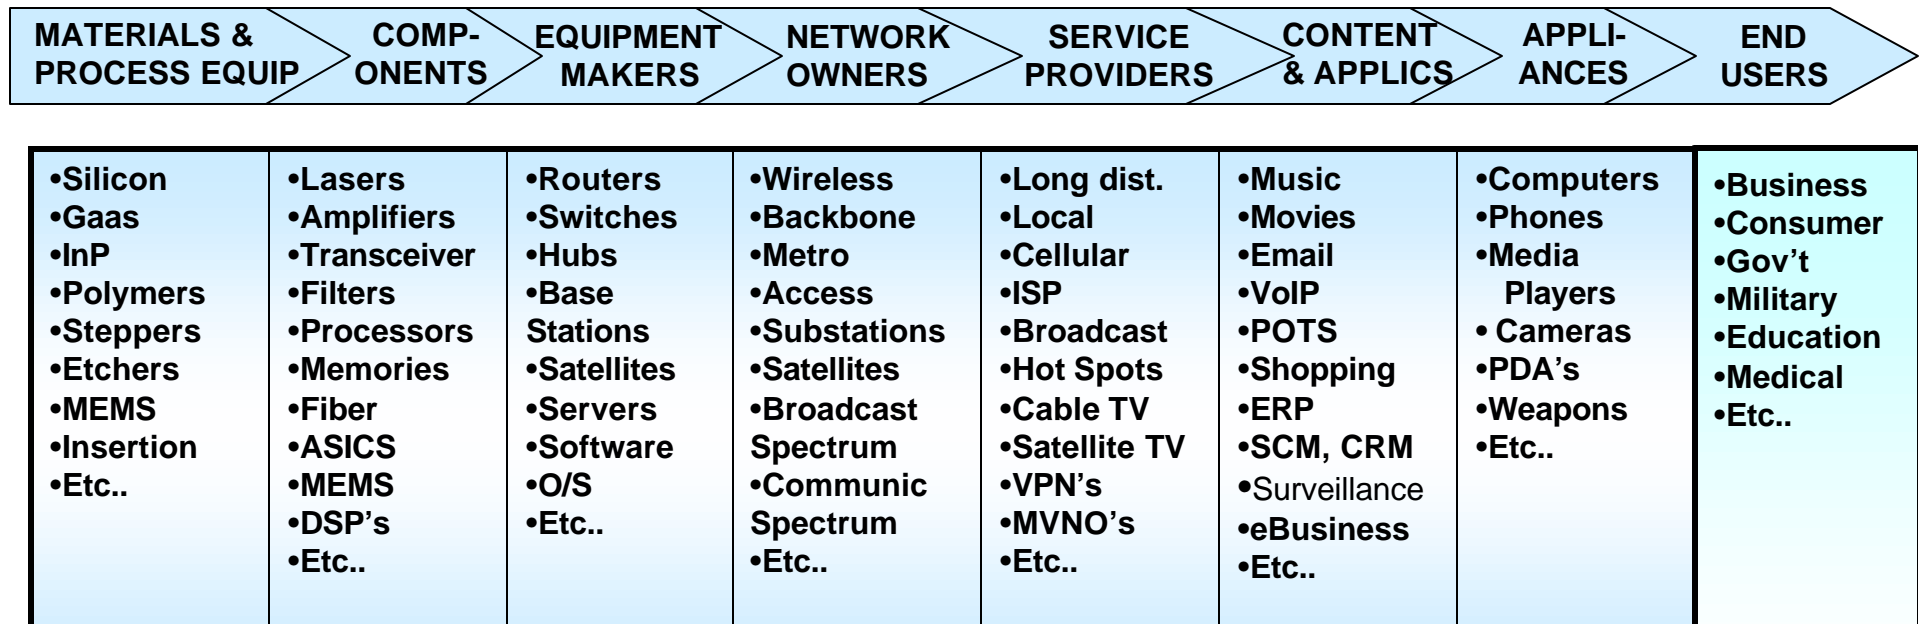 MATERIALS &
PROCESS EQUIP
COMP-
ONENTS
EQUIPMENT
MAKERS
NETWORK
OWNERS
SERVICE
PROVIDERS
CONTENT
& APPLICS
APPLI-
ANCES
END
USERS
•Silicon
•Gaas
•InP
•Polymers
•Steppers
•Etchers
•MEMS
•Insertion
•Etc..
•Lasers
•Amplifiers
•Transceiver
•Filters
•Processors
•Memories
•Fiber
•ASICS
•MEMS
•DSP’s
•Etc..
•Routers
•Switches
•Hubs
•Base
Stations
•Satellites
•Servers
•Software
•O/S
•Etc..
•Wireless
•Backbone
•Metro
•Access
•Substations
•Satellites
•Broadcast
Spectrum
•Communic
Spectrum
•Etc..
•Long dist.
•Local
•Cellular
•ISP
•Broadcast
•Hot Spots
•Cable TV
•Satellite TV
•VPN’s
•MVNO’s
•Etc..
•Music
•Movies
•Email
•VoIP
•POTS
•Shopping
•ERP
•SCM, CRM
•Surveillance
•eBusiness
•Etc..
•Computers
•Phones
•Media
Players
• Cameras
•PDA’s
•Weapons
•Etc..
•Business
•Consumer
•Gov’t
•Military
•Education
•Medical
•Etc..